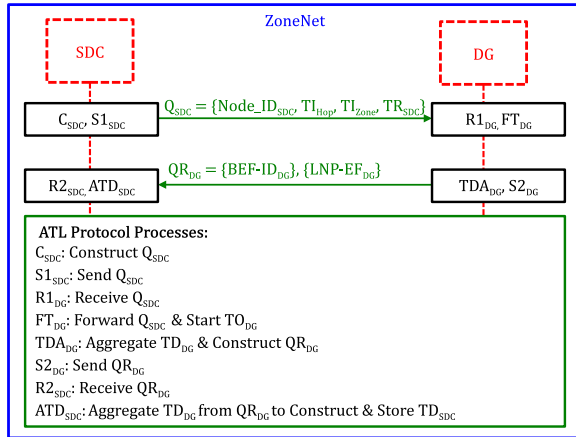 ZoneNet
SDC
DG
Q_SDC = {Node_ID_SDC, TI_Hop, TI_Zone, TR_SDC}
C_SDC, S1_SDC
R1_DG, FT_DG
QR_DG = {BEF-ID_DG}, {LNP-EF_DG}
R2_SDC, ATD_SDC
TDA_DG, S2_DG
ATL Protocol Processes:
C_SDC: Construct Q_SDC
S1_SDC: Send Q_SDC
R1_DG: Receive Q_SDC
FT_DG: Forward Q_SDC & Start TO_DG
TDA_DG: Aggregate TD_DG & Construct QR_DG
S2_DG: Send QR_DG
R2_SDC: Receive QR_DG
ATD_SDC: Aggregate TD_DG from QR_DG to Construct & Store TD_SDC